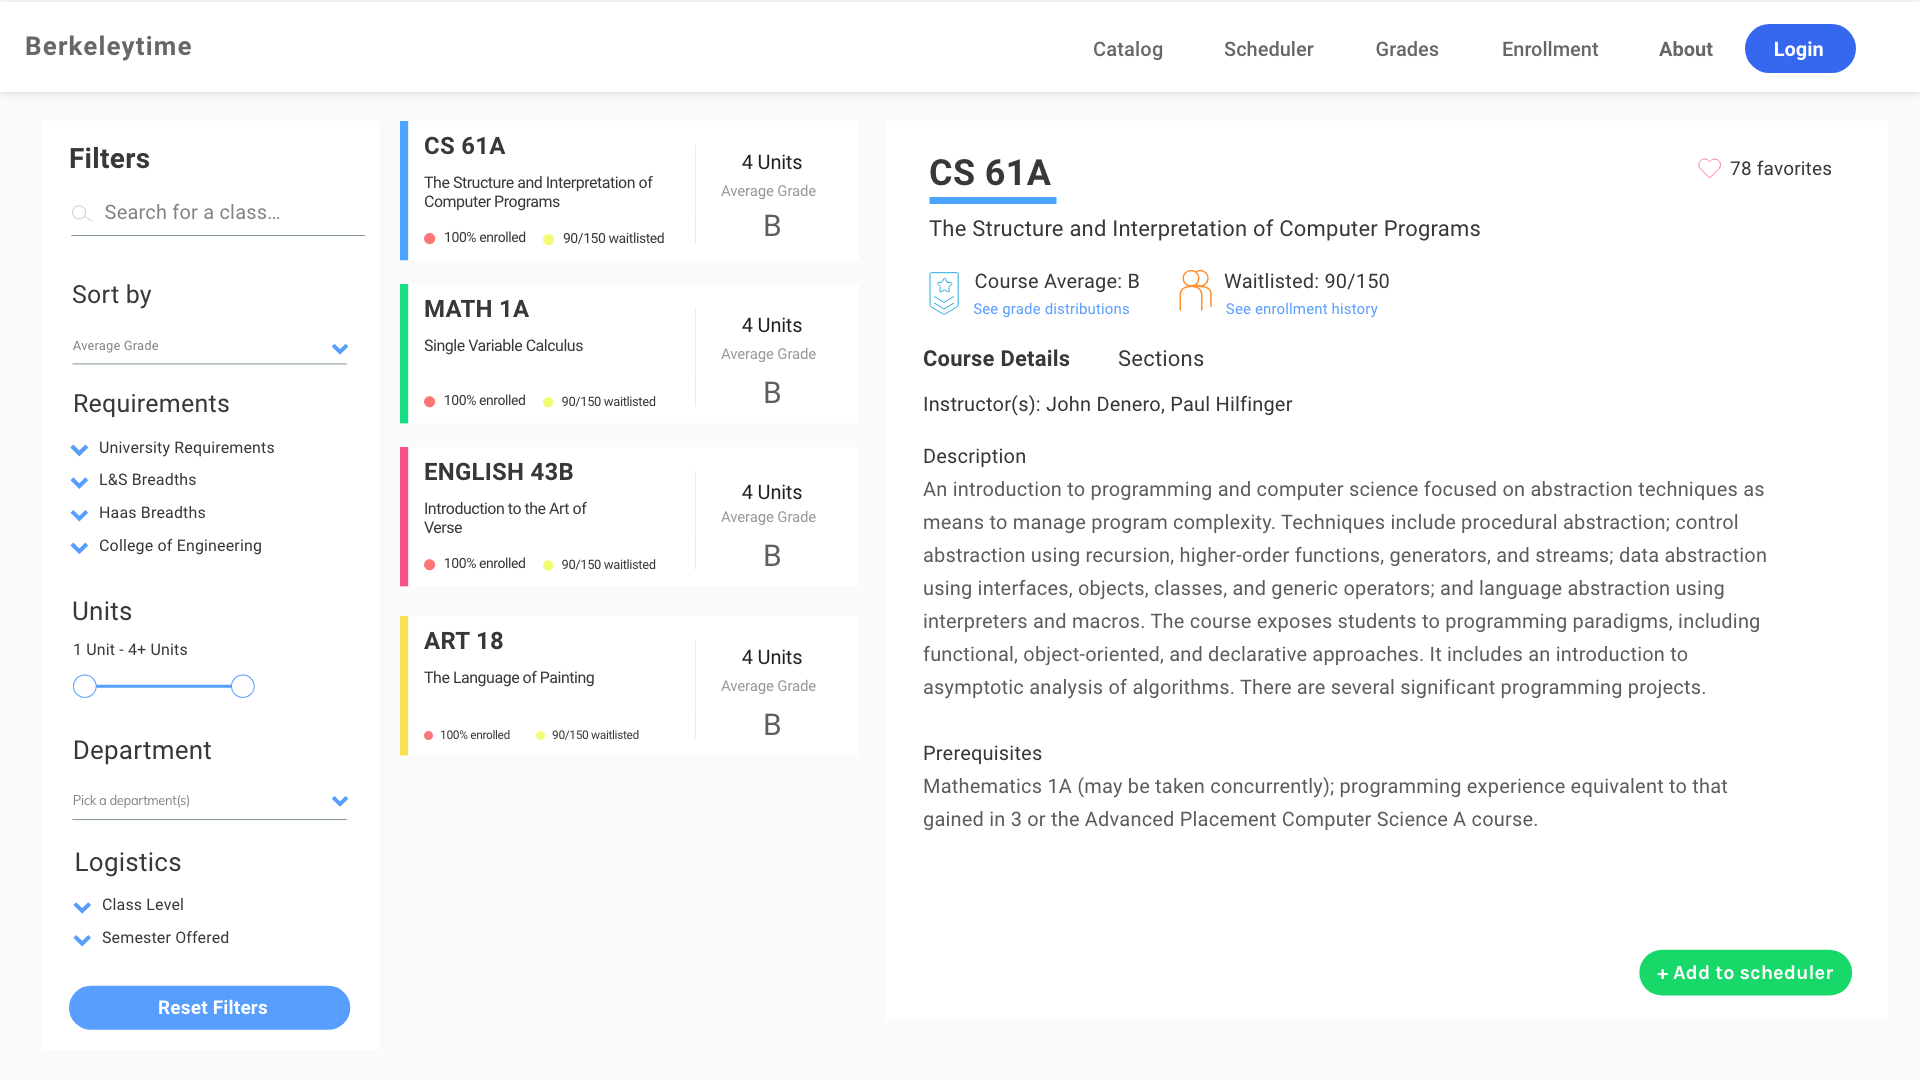 Berkeleytime
Catalog
Scheduler
Grades
Enrollment
About
Login
Filters
Search for a class...
Sort by
Average Grade
Requirements
University Requirements
L&S Breadths
Haas Breadths
College of Engineering
Units
1 Unit - 4+ Units
Department
Pick a department(s)
Logistics
Class Level
Semester Offered
Reset Filters
CS 61A
The Structure and Interpretation of
Computer Programs
100% enrolled
90/150 waitlisted
4 Units
Average Grade
B
MATH 1A
Single Variable Calculus
100% enrolled
90/150 waitlisted
4 Units
Average Grade
B
ENGLISH 43B
Introduction to the Art of
Verse
100% enrolled
90/150 waitlisted
4 Units
Average Grade
B
ART 18
The Language of Painting
100% enrolled
90/150 waitlisted
4 Units
Average Grade
B
CS 61A
78 favorites
The Structure and Interpretation of Computer Programs
Course Average: B
See grade distributions
Waitlisted: 90/150
See enrollment history
Course Details
Sections
Instructor(s): John Denero, Paul Hilfinger
Description
An introduction to programming and computer science focused on abstraction techniques as
means to manage program complexity. Techniques include procedural abstraction; control
abstraction using recursion, higher-order functions, generators, and streams; data abstraction
using interfaces, objects, classes, and generic operators; and language abstraction using
interpreters and macros. The course exposes students to programming paradigms, including
functional, object-oriented, and declarative approaches. It includes an introduction to
asymptotic analysis of algorithms. There are several significant programming projects.
Prerequisites
Mathematics 1A (may be taken concurrently); programming experience equivalent to that
gained in 3 or the Advanced Placement Computer Science A course.
+ Add to scheduler